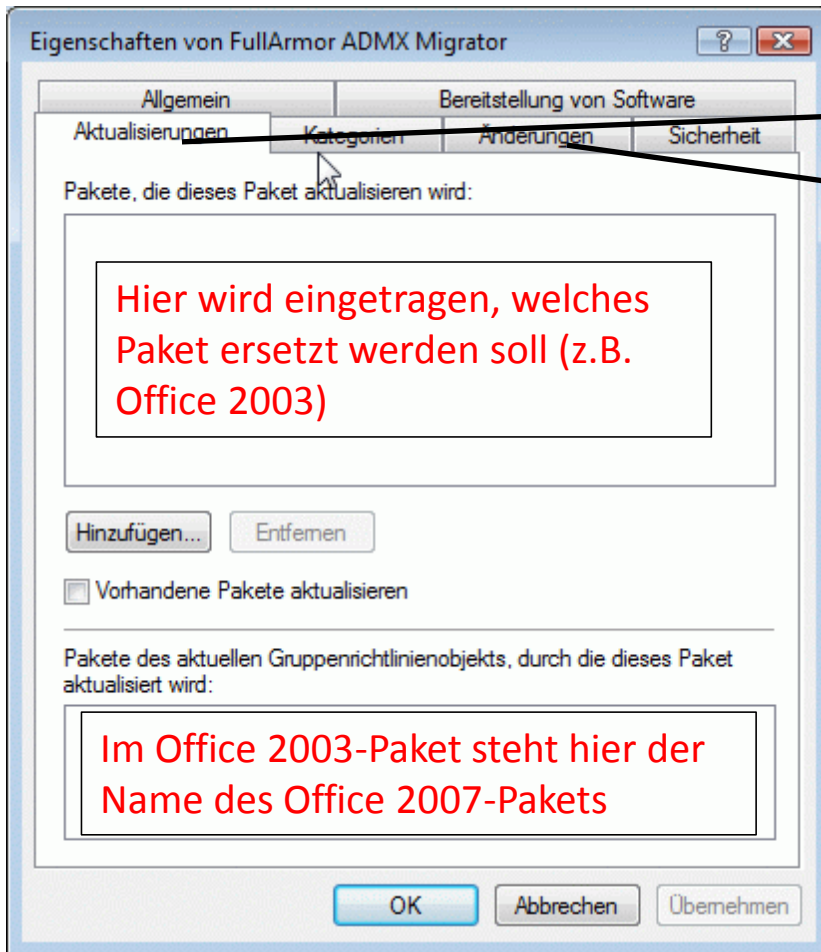 Eigenschaften von FullArmor ADMX Migrator
Allgemein
Bereitstellung von Software
Aktualisierungen
Kategorien
Änderungen
Sicherheit
Pakete, die dieses Paket aktualisieren wird:
Hier wird eingetragen, welches
Paket ersetzt werden soll (z.B.
Office 2003)
Hinzufügen...
Entfernen
Vorhandene Pakete aktualisieren
Pakete des aktuellen Gruppenrichtlinienobjekts, durch die dieses Paket
aktualisiert wird:
Im Office 2003-Paket steht hier der
Name des Office 2007-Pakets
OK
Abbrechen
Übernehmen